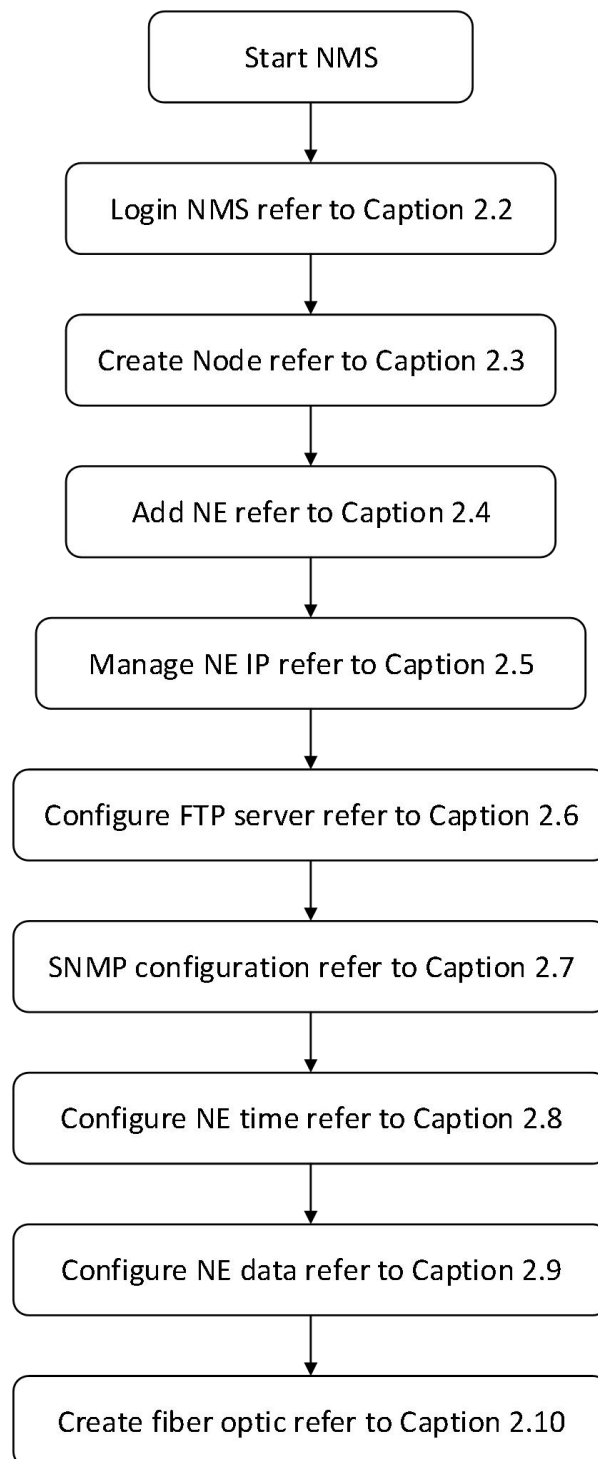 Start NMS
Login NMS refer to Caption 2.2
Create Node refer to Caption 2.3
Add NE refer to Caption 2.4
Manage NE IP refer to Caption 2.5
Configure FTP server refer to Caption 2.6
SNMP configuration refer to Caption 2.7
Configure NE time refer to Caption 2.8
Configure NE data refer to Caption 2.9
Create fiber optic refer to Caption 2.10